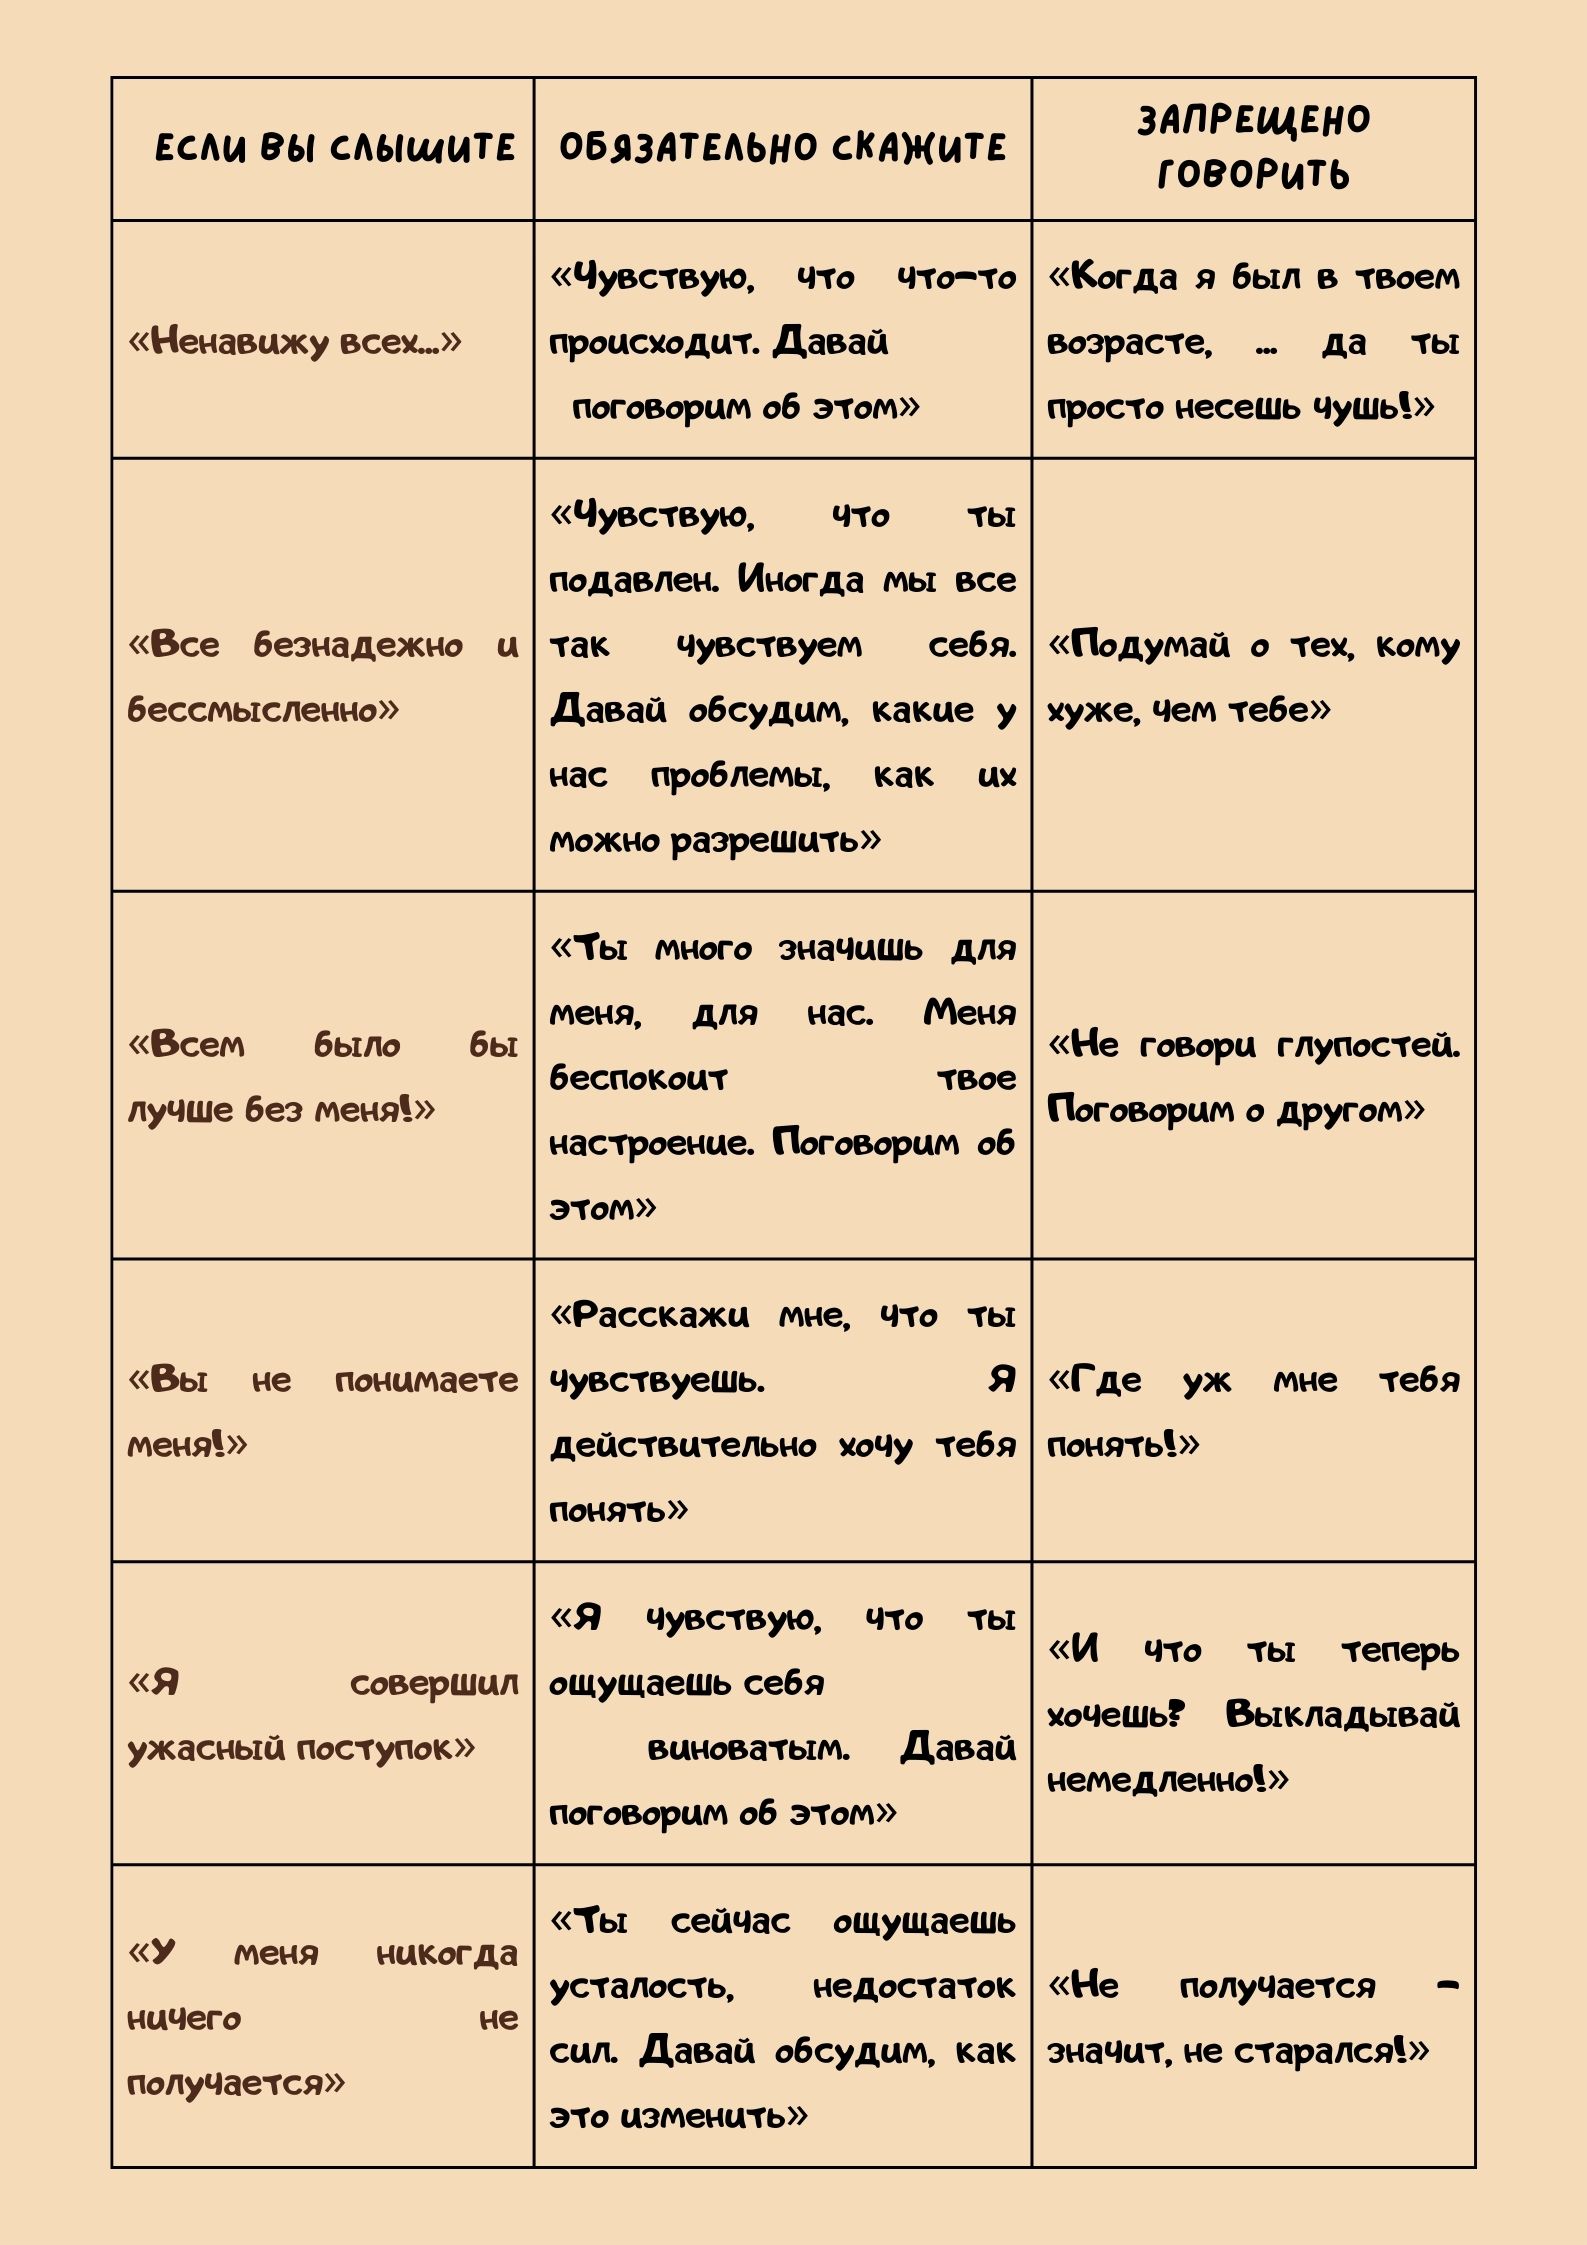 ЕСЛИ ВЫ СЛЫШИТЕ
ОБЯЗАТЕЛЬНО СКАЖИТЕ
ЗАПРЕЩЕНО
ГОВОРИТЬ
«Ненавижу всех...»
«Чувствую, что что-то
происходит. Давай
поговорим об этом»
«Когда я был в твоем
возрасте, ... да ты
просто несешь чушь!»
«Все безнадежно и
бессмысленно»
«Чувствую, что ты
подавлен. Иногда мы все
так чувствуем себя.
Давай обсудим, какие у
нас проблемы, как их
можно разрешить»
«Подумай о тех, кому
хуже, чем тебе»
«Всем было бы
лучше без меня!»
«Ты много значишь для
меня, для нас. Меня
беспокоит твое
настроение. Поговорим об
этом»
«Не говори глупостей.
Поговорим о другом»
«Вы не понимаете
меня!»
«Расскажи мне, что ты
чувствуешь. Я
действительно хочу тебя
понять»
«Где уж мне тебя
понять!»
«Я совершил
ужасный поступок»
«Я чувствую, что ты
ощущаешь себя
виноватым. Давай
поговорим об этом»
«И что ты теперь
хочешь? Выкладывай
немедленно!»
«У меня никогда
ничего не
получается»
«Ты сейчас ощущаешь
усталость, недостаток
сил. Давай обсудим, как
это изменить»
«Не получается -
значит, не старался!»